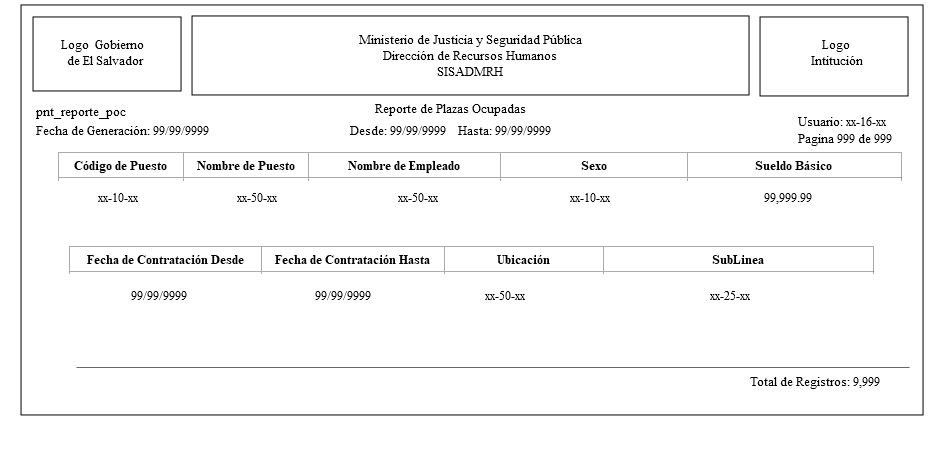 Logo Gobierno
de El Salvador
Ministerio de Justicia y Seguridad Pública
Dirección de Recursos Humanos
SISADMRH
Logo
Intitución
pnt_reporte_poc
Reporte de Plazas Ocupadas
Usuario: xx-16-xx
Fecha de Generación: 99/99/9999
Desde: 99/99/9999 Hasta: 99/99/9999
Pagina 999 de 999
Código de Puesto Nombre de Puesto Nombre de Empleado Sexo Sueldo Básico
xx-10-xx xx-50-xx xx-50-xx xx-10-xx 99,999.99
Fecha de Contratación Desde Fecha de Contratación Hasta Ubicación SubLinea
99/99/9999 99/99/9999 xx-50-xx xx-25-xx
Total de Registros: 9,999